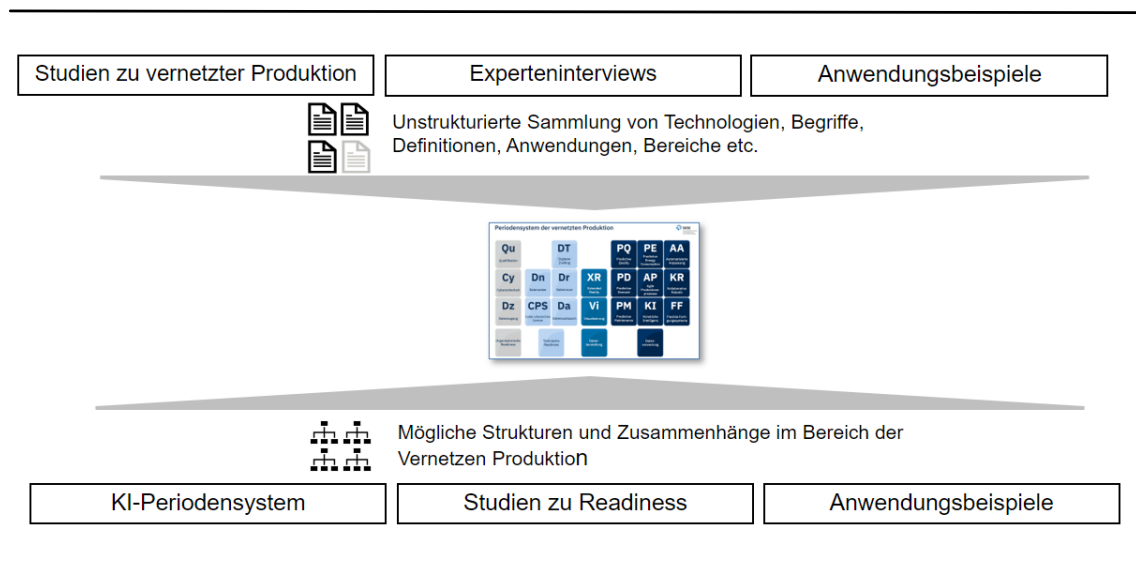 Studien zu vernetzter Produktion
Experteninterviews
Anwendungsbeispiele
Unstrukturierte Sammlung von Technologien, Begriffe,
Definitionen, Anwendungen, Bereiche etc.
Periodensystem der vernetzten Produktion
Qu DT PQ PE AA
Cy Dn Dr XR PD AP KR
Dz CPS Da Vi PM KI FF
Mögliche Strukturen und Zusammenhänge im Bereich der
Vernetzen Produktion
KI-Periodensystem
Studien zu Readiness
Anwendungsbeispiele